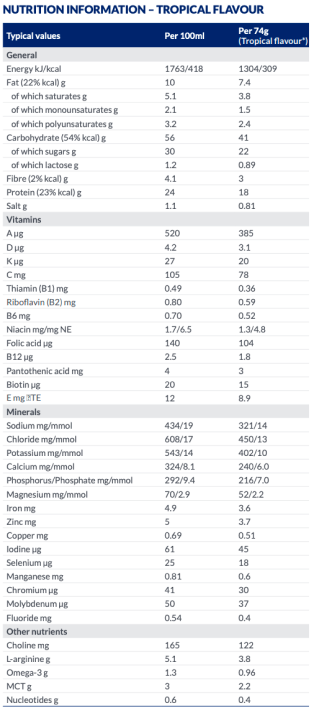 NUTRITION INFORMATION – TROPICAL FLAVOUR
Typical values Per 100ml Per 74g (Tropical flavour*)
General
Energy kJ/kcal 1763/418 1304/309
Fat (22% kcal) g 10 7.4
of which saturates g 5.1 3.8
of which monounsaturates g 2.1 1.5
of which polyunsaturates g 3.2 2.4
Carbohydrate (54% kcal) g 56 41
of which sugars g 30 22
of which lactose g 1.2 0.89
Fibre (2% kcal) g 4.1 3
Protein (23% kcal) g 24 18
Salt g 1.1 0.81
Vitamins
A µg 520 385
D µg 4.2 3.1
K µg 27 20
C mg 105 78
Thiamin (B1) mg 0.49 0.36
Riboflavin (B2) mg 0.80 0.59
B6 mg 0.70 0.52
Niacin mg/mg NE 1.7/6.5 1.3/4.8
Folic acid µg 140 104
B12 µg 2.5 1.8
Pantothenic acid mg 4 3
Biotin µg 20 15
E mg TE 12 8.9
Minerals
Sodium mg/mmol 434/19 321/14
Chloride mg/mmol 608/17 450/13
Potassium mg/mmol 543/14 402/10
Calcium mg/mmol 324/8.1 240/6.0
Phosphorus/Phosphate mg/mmol 292/9.4 216/7.0
Magnesium mg/mmol 70/2.9 52/2.2
Iron mg 4.9 3.6
Zinc mg 5 3.7
Copper mg 0.69 0.51
Iodine µg 61 45
Selenium µg 25 18
Manganese mg 0.81 0.6
Chromium µg 41 30
Molybdenum µg 50 37
Fluoride mg 0.54 0.4
Other nutrients
Choline mg 165 122
L-arginine g 5.1 3.8
Omega-3 g 1.3 0.96
MCT g 3 2.2
Nucleotides g 0.6 0.4